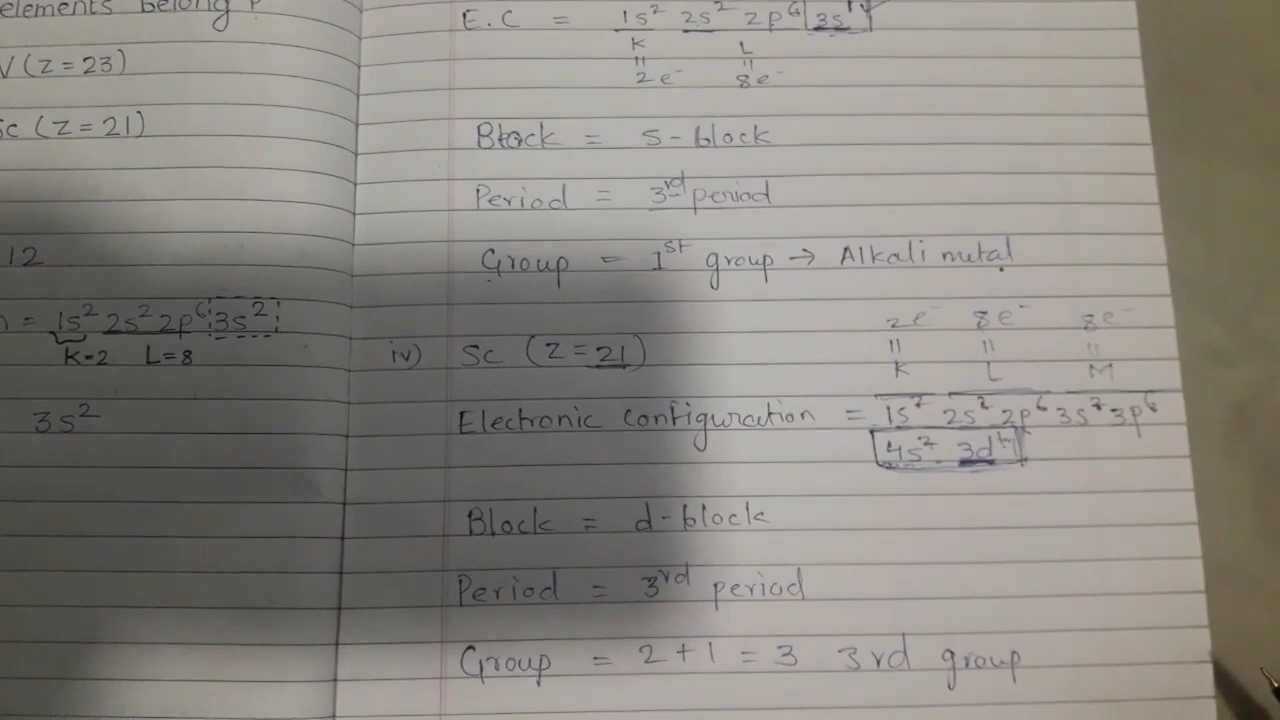 elements belong ?
V (Z=23)
Sc (Z=21)
12
= 1s² 2s² 2p⁶ 3s²
K=2 L=8
3s²
E.C = 1s² 2s² 2p⁶ 3s¹
K L
" "
2e⁻ 8e⁻
Block = s-block
Period = 3rd period
Group = 1st group → Alkali metal
2e⁻ 8e⁻ 8e⁻
" " "
K L M
iv) Sc (Z=21)
Electronic configuration = 1s² 2s² 2p⁶ 3s² 3p⁶
4s² 3d¹
Block = d-block
Period = 3rd period
Group = 2+1 = 3 3rd group